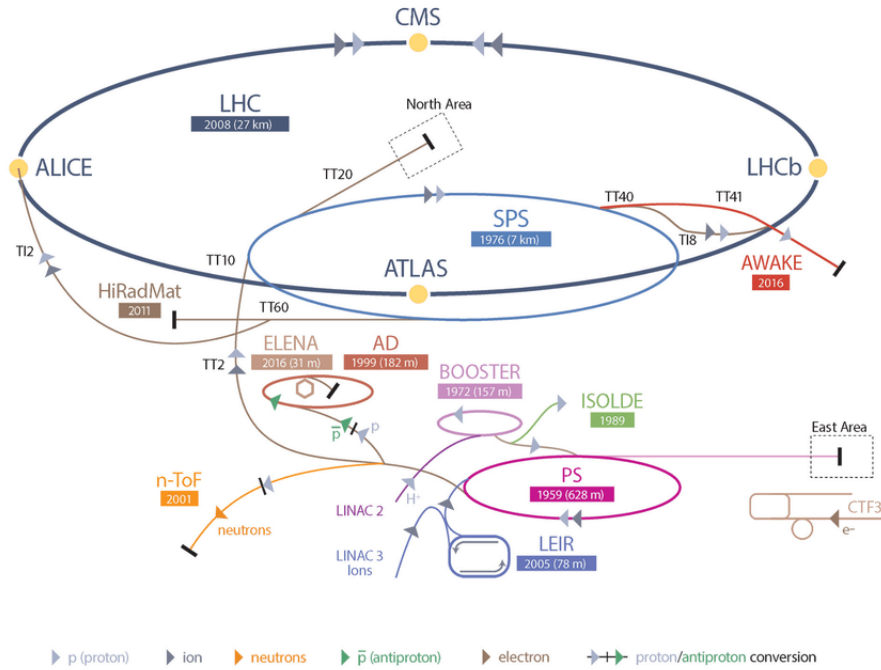 CMS
LHC
2008 (27 km)
North Area
ALICE
TT20
LHCb
TT40
TT41
SPS
1976 (7 km)
TI2
TT10
TI8
ATLAS
AWAKE
2016
HiRadMat
2011
TT60
ELENA
2016 (31 m)
AD
1999 (182 m)
TT2
BOOSTER
1972 (157 m)
ISOLDE
1989
East Area
p
p̅
n-ToF
2001
PS
1959 (628 m)
H⁺
LINAC 2
neutrons
CTF3
e⁻
LEIR
2005 (78 m)
LINAC 3
Ions
p (proton)
ion
neutrons
p̅ (antiproton)
electron
proton/antiproton conversion